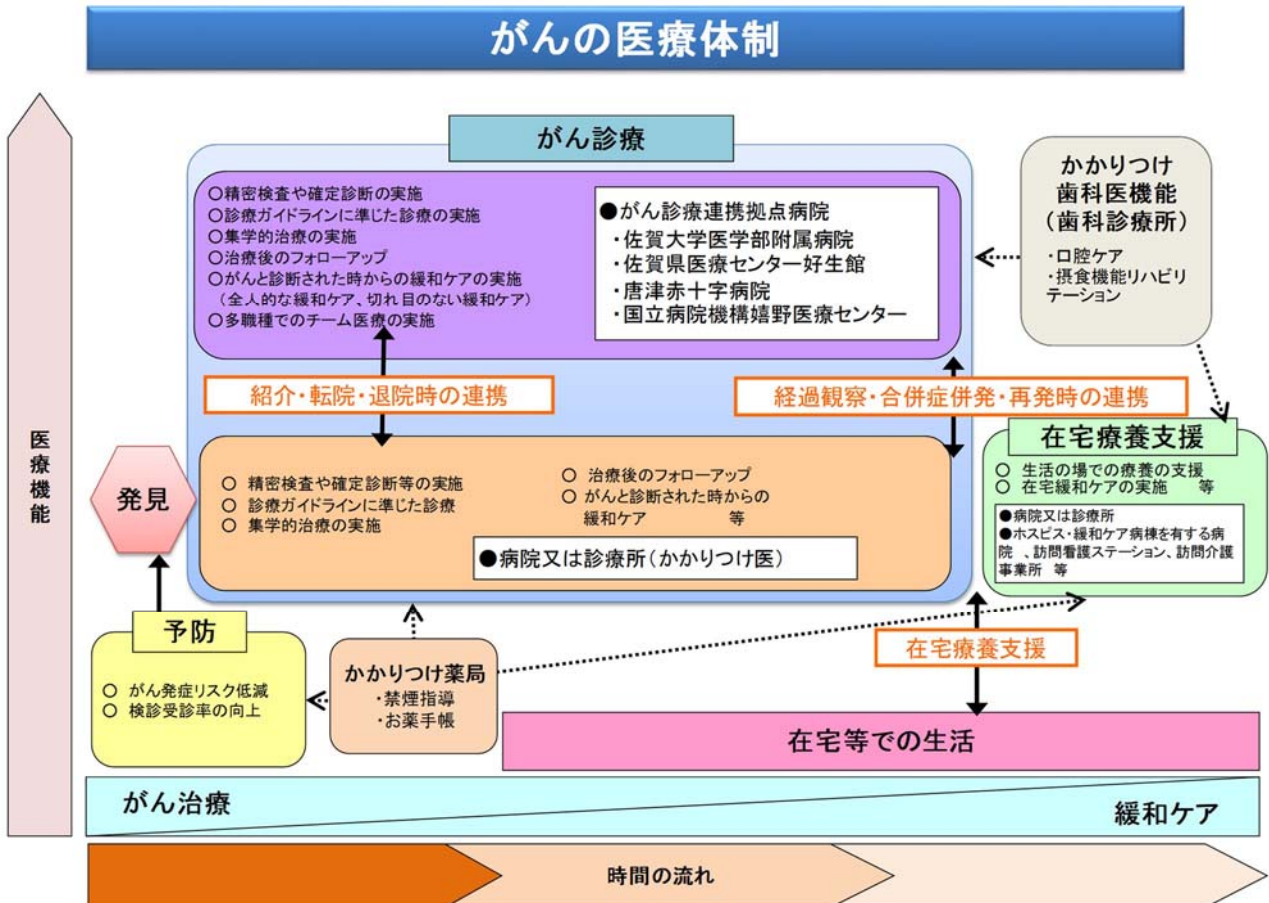 がんの医療体制
医療機能
がん診療
○精密検査や確定診断の実施
○診療ガイドラインに準じた診療の実施
○集学的治療の実施
○治療後のフォローアップ
○がんと診断された時からの緩和ケアの実施
(全人的な緩和ケア、切れ目のない緩和ケア)
○多職種でのチーム医療の実施
●がん診療連携拠点病院
・佐賀大学医学部附属病院
・佐賀県医療センター好生館
・唐津赤十字病院
・国立病院機構嬉野医療センター
かかりつけ
歯科医機能
(歯科診療所)
・口腔ケア
・摂食機能リハビリ
テーション
紹介・転院・退院時の連携
経過観察・合併症併発・再発時の連携
発見
○ 精密検査や確定診断等の実施
○ 診療ガイドラインに準じた診療
○ 集学的治療の実施
○ 治療後のフォローアップ
○ がんと診断された時からの
緩和ケア 等
●病院又は診療所(かかりつけ医)
在宅療養支援
○ 生活の場での療養の支援
○ 在宅緩和ケアの実施 等
●病院又は診療所
●ホスピス・緩和ケア病棟を有する病
院 、訪問看護ステーション、訪問介護
事業所 等
予防
○ がん発症リスク低減
○ 検診受診率の向上
かかりつけ薬局
・禁煙指導
・お薬手帳
在宅療養支援
在宅等での生活
がん治療
緩和ケア
時間の流れ